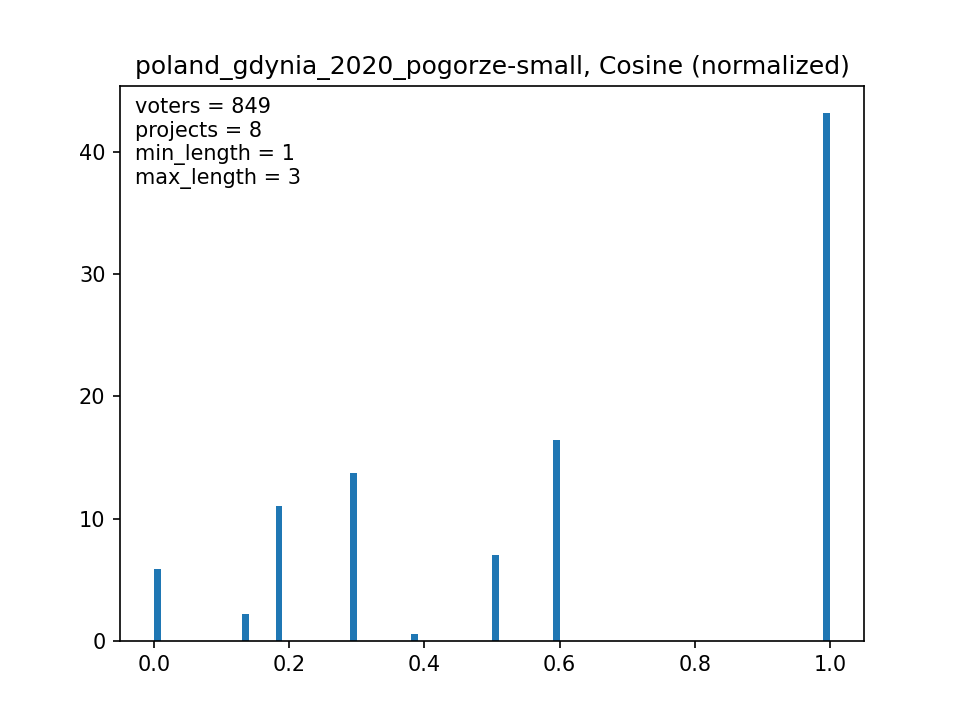 poland_gdynia_2020_pogorze-small, Cosine (normalized)
voters = 849
projects = 8
min_length = 1
max_length = 3
40
30
20
10
0
0.0 0.2 0.4 0.6 0.8 1.0